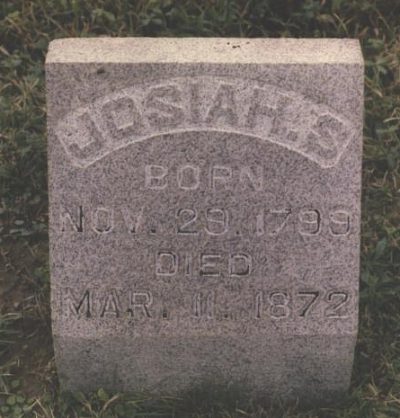 JOSIAH.S
BORN
NOV. 29. 1799
DIED
MAR. 11. 1872